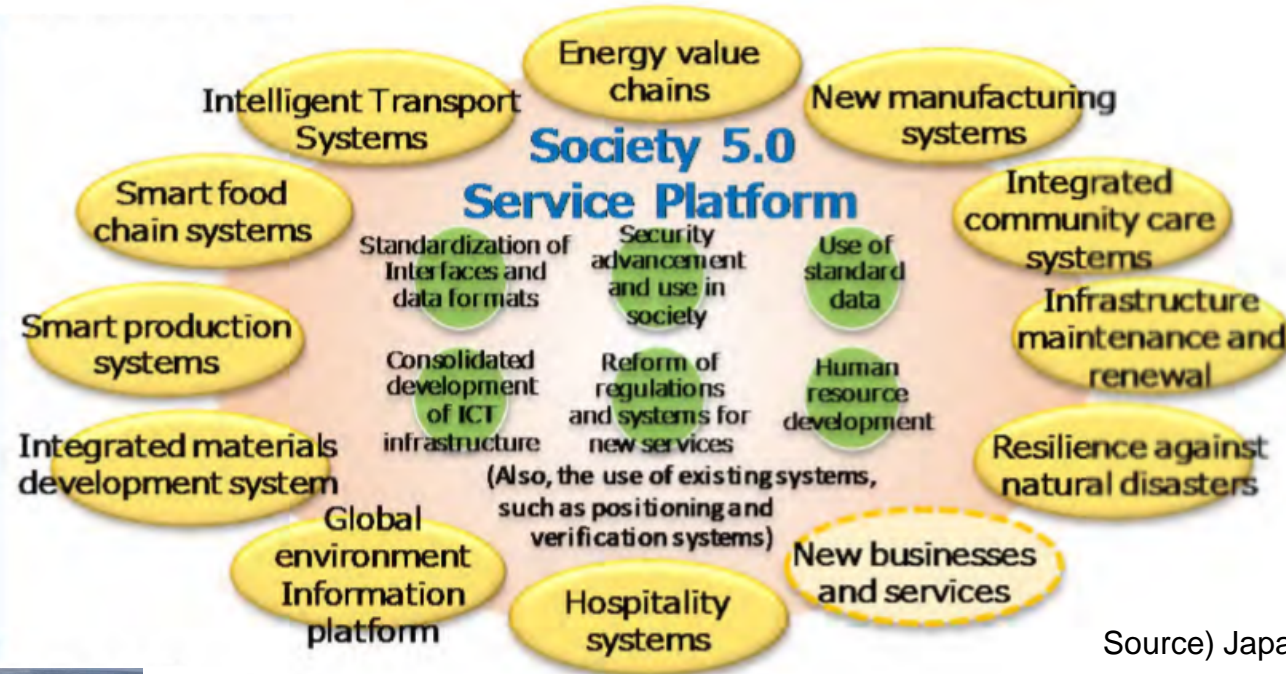 Energy value
chains
Intelligent Transport
Systems
New manufacturing
systems
Society 5.0
Service Platform
Smart food
chain systems
Integrated
community care
systems
Standardization of
Interfaces and
data formats
Security
advancement
and use in
society
Use of
standard
data
Smart production
systems
Infrastructure
maintenance and
renewal
Consolidated
development
of ICT
infrastructure
Reform of
regulations
and systems for
new services
Human
resource
development
Integrated materials
development system
Resilience against
natural disasters
(Also, the use of existing systems,
such as positioning and
verification systems)
Global
environment
Information
platform
Hospitality
systems
New businesses
and services
Source) Japa